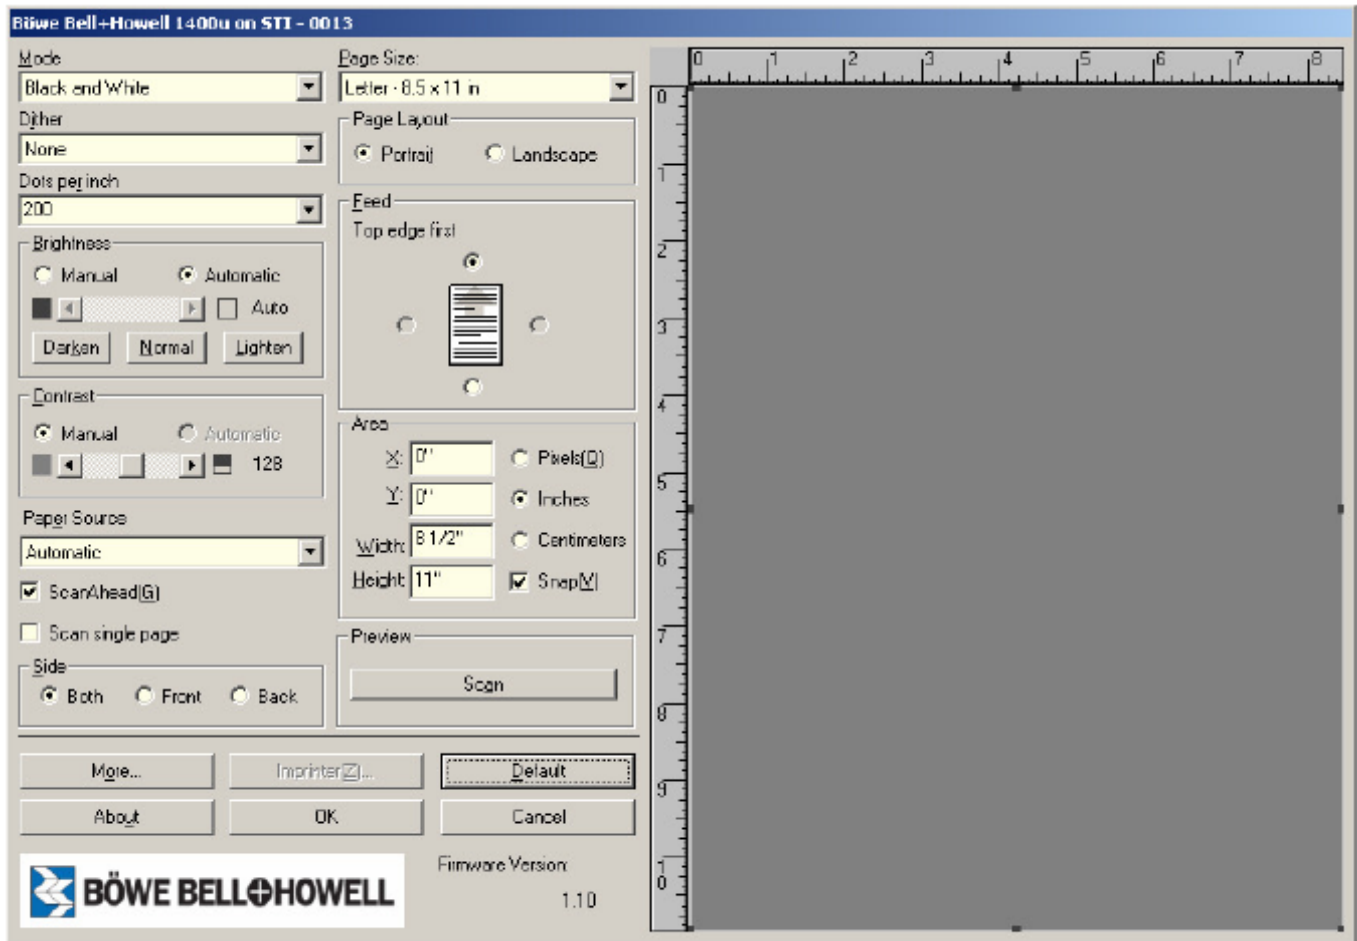 Böwe Bell+Howell 1400u on STI - 0013
Mode
Black and White
Dither
None
Dots per inch
200
Brightness
Manual Automatic
Auto
Darken Normal Lighten
Contrast
Manual Automatic
128
Paper Source
Automatic
ScanAhead(G)
Scan single page
Side
Both Front Back
Page Size:
Letter - 8.5 x 11 in
Page Layout
Portrait Landscape
Feed
Top edge first
Area
X: 0" Pixels(Q)
Y: 0" Inches
Width: 8 1/2" Centimeters
Height: 11" Snap(V)
Preview
Scan
More... Imprinter(Z)... Default
About OK Cancel
BÖWE BELL+HOWELL
Firmware Version:
1.10
0 1 2 3 4 5 6 7 8
0
1
2
3
4
5
6
7
8
9
10